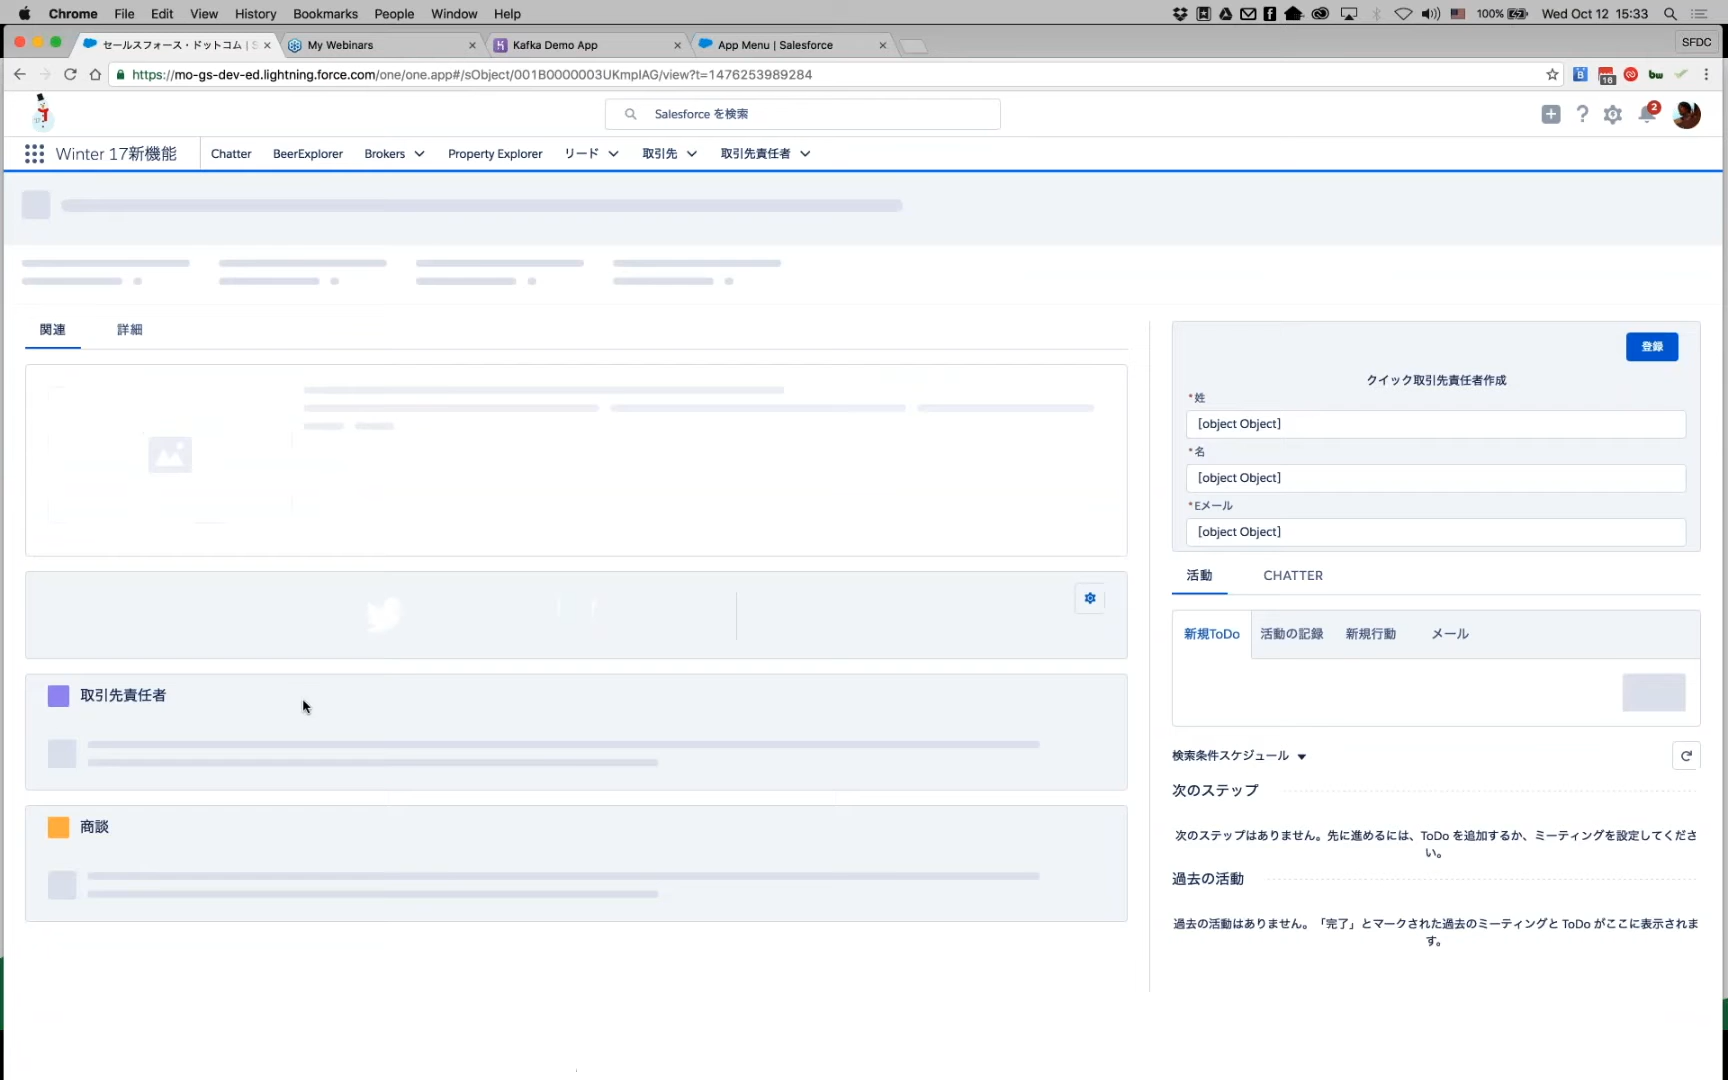 Chrome File Edit View History Bookmarks People Window Help 100% Wed Oct 12 15:33
セールスフォース・ドットコム | S My Webinars Kafka Demo App App Menu | Salesforce SFDC
https://mo-gs-dev-ed.lightning.force.com/one/one.app#/sObject/001B0000003UKmpIAG/view?t=1476253989284 16 bw
Salesforce を検索 2
Winter 17新機能 Chatter BeerExplorer Brokers Property Explorer リード 取引先 取引先責任者
関連 詳細
登録
クイック取引先責任者作成
*姓
[object Object]
*名
[object Object]
*Eメール
[object Object]
活動 CHATTER
新規ToDo 活動の記録 新規行動 メール
取引先責任者
商談
検索条件スケジュール
次のステップ
次のステップはありません。先に進めるには、ToDo を追加するか、ミーティングを設定してくださ
い。
過去の活動
過去の活動はありません。「完了」とマークされた過去のミーティングと ToDo がここに表示されま
す。